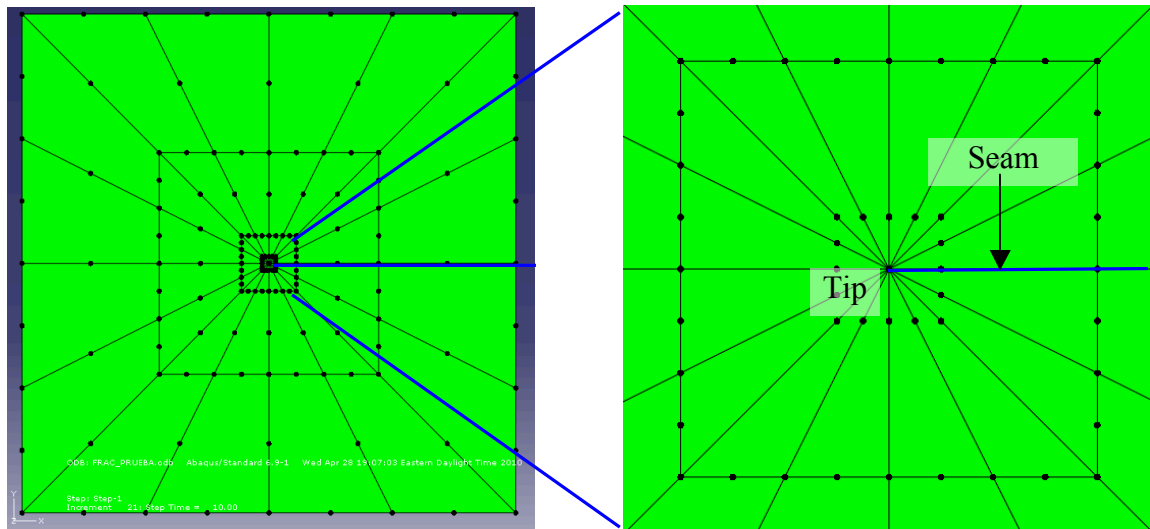 Seam
Tip
ODB: FRAC_PRUEBA.odb Abaqus/Standard 6.9-1 Wed Apr 28 19:07:03 Eastern Daylight Time 2010
Step: Step-1
Increment 21: Step Time = 10.00
Y
Z X